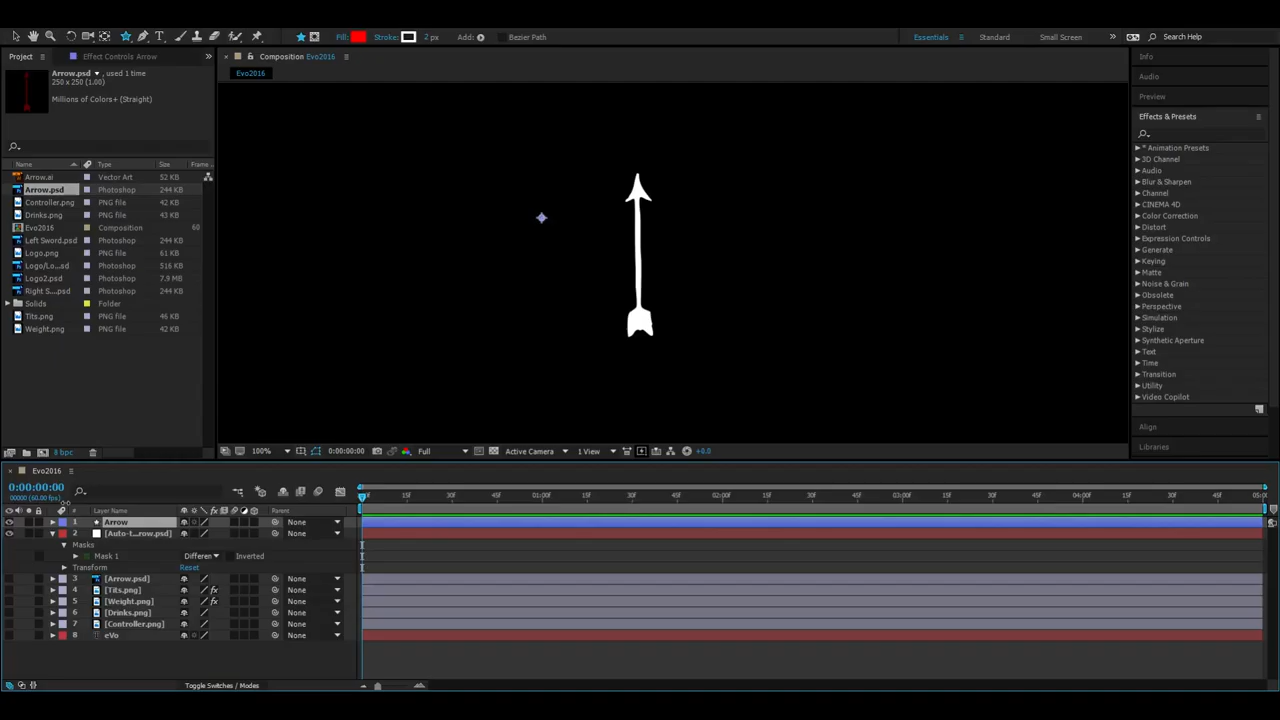 Fill: Stroke: 2 px Add: Bezier Path Essentials Standard Small Screen » Search Help
Project Effect Controls Arrow » Composition Evo2016 Info
Arrow.psd ▼, used 1 time
250 x 250 (1.00)
Evo2016
Audio
Millions of Colors+ (Straight)
Preview
Effects & Presets
Name Type Size Frame
Arrow.ai Vector Art 52 KB
Arrow.psd Photoshop 244 KB
Controller.png PNG file 42 KB
Drinks.png PNG file 43 KB
Evo2016 Composition 60
Left Sword.psd Photoshop 244 KB
Logo.png PNG file 61 KB
Logo/Lo...sd Photoshop 516 KB
Logo2.psd Photoshop 7.9 MB
Right S....psd Photoshop 244 KB
Solids Folder
Tits.png PNG file 46 KB
Weight.png PNG file 42 KB
* Animation Presets
3D Channel
Audio
Blur & Sharpen
Channel
CINEMA 4D
Color Correction
Distort
Expression Controls
Generate
Keying
Matte
Noise & Grain
Obsolete
Perspective
Simulation
Stylize
Synthetic Aperture
Text
Time
Transition
Utility
Video Copilot
Align
Libraries
8 bpc 100% 0:00:00:00 Full Active Camera 1 View +0.0
Evo2016
0:00:00:00
00000 (60.00 fps)
15f 30f 45f 01:00f 15f 30f 45f 02:00f 15f 30f 45f 03:00f 15f 30f 45f 04:00f 15f 30f 45f 05:0
# Layer Name Parent
1 Arrow None
2 [Auto-t...row.psd] None
Masks
Mask 1 Differen Inverted
Transform Reset
3 [Arrow.psd] None
4 [Tits.png] None
5 [Weight.png] None
6 [Drinks.png] None
7 [Controller.png] None
8 eVo None
Toggle Switches / Modes